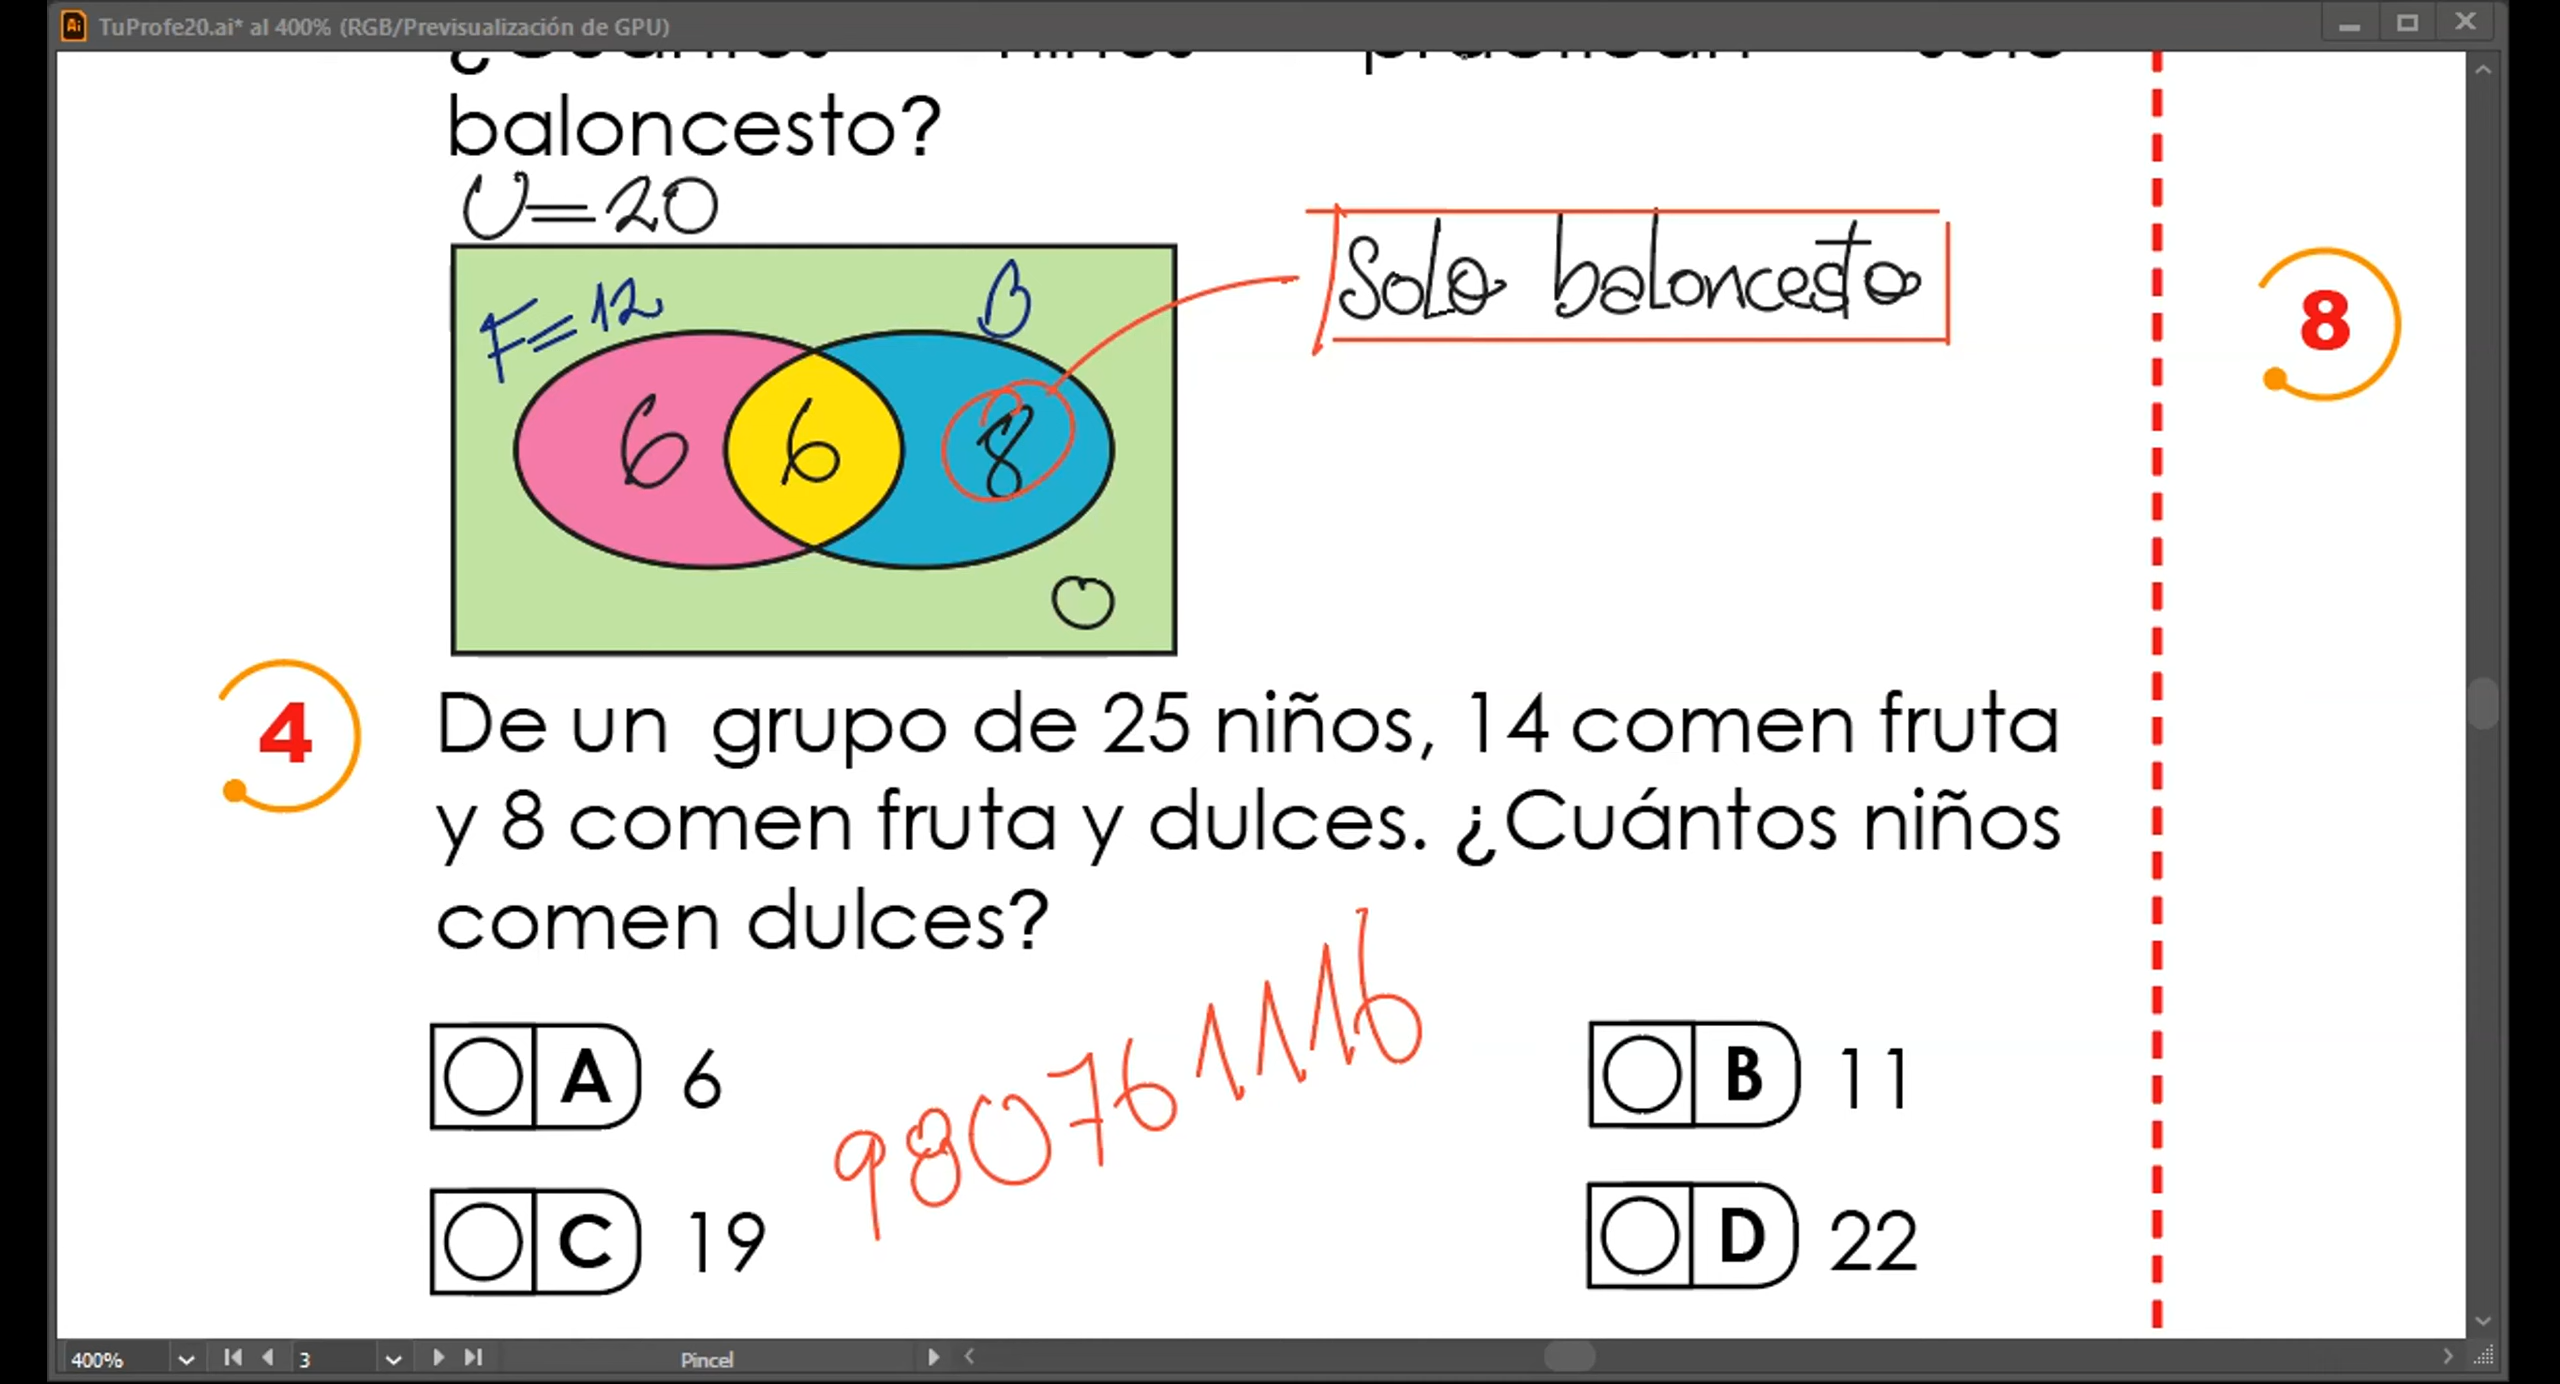 TuProfe20.ai* al 400% (RGB/Previsualización de GPU)
baloncesto?
U=20
Solo baloncesto
F=12
B
6
6
8
0
8
4
De un grupo de 25 niños, 14 comen fruta
y 8 comen fruta y dulces. ¿Cuántos niños
comen dulces?
980761116
A 6
B 11
C 19
D 22
400%
3
Pincel